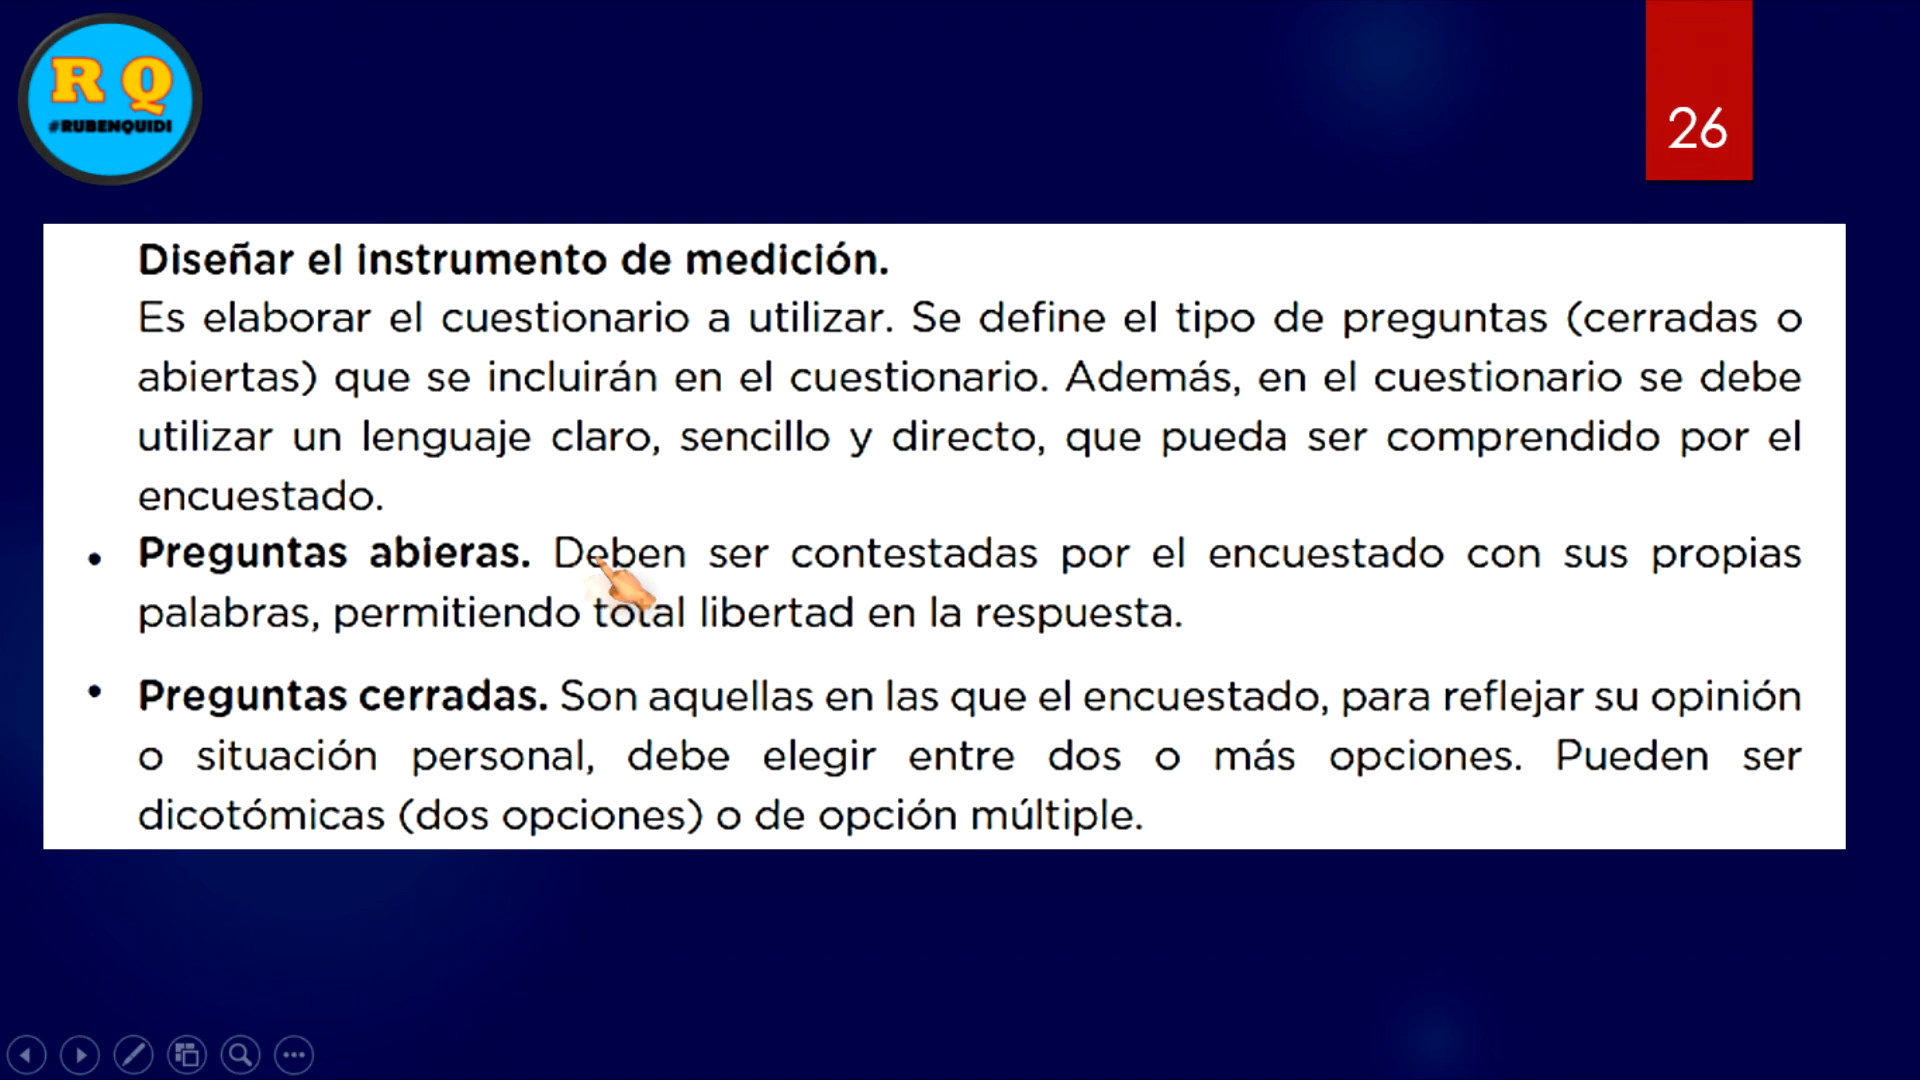 R Q
#RUBENQUIDI
26
Diseñar el instrumento de medición.
Es elaborar el cuestionario a utilizar. Se define el tipo de preguntas (cerradas o
abiertas) que se incluirán en el cuestionario. Además, en el cuestionario se debe
utilizar un lenguaje claro, sencillo y directo, que pueda ser comprendido por el
encuestado.
• Preguntas abieras. Deben ser contestadas por el encuestado con sus propias
palabras, permitiendo total libertad en la respuesta.
• Preguntas cerradas. Son aquellas en las que el encuestado, para reflejar su opinión
o situación personal, debe elegir entre dos o más opciones. Pueden ser
dicotómicas (dos opciones) o de opción múltiple.